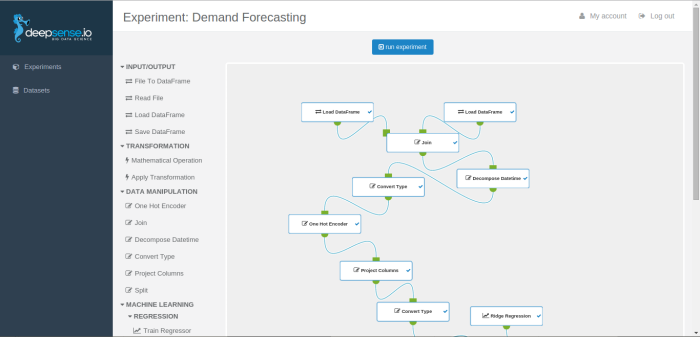 deepsense.io
BIG DATA SCIENCE
Experiments
Datasets
Experiment: Demand Forecasting
My account
Log out
run experiment
INPUT/OUTPUT
File To DataFrame
Read File
Load DataFrame
Save DataFrame
TRANSFORMATION
Mathematical Operation
Apply Transformation
DATA MANIPULATION
One Hot Encoder
Join
Decompose Datetime
Convert Type
Project Columns
Split
MACHINE LEARNING
REGRESSION
Train Regressor
Load DataFrame
Load DataFrame
Join
Decompose Datetime
Convert Type
One Hot Encoder
Project Columns
Convert Type
Ridge Regression